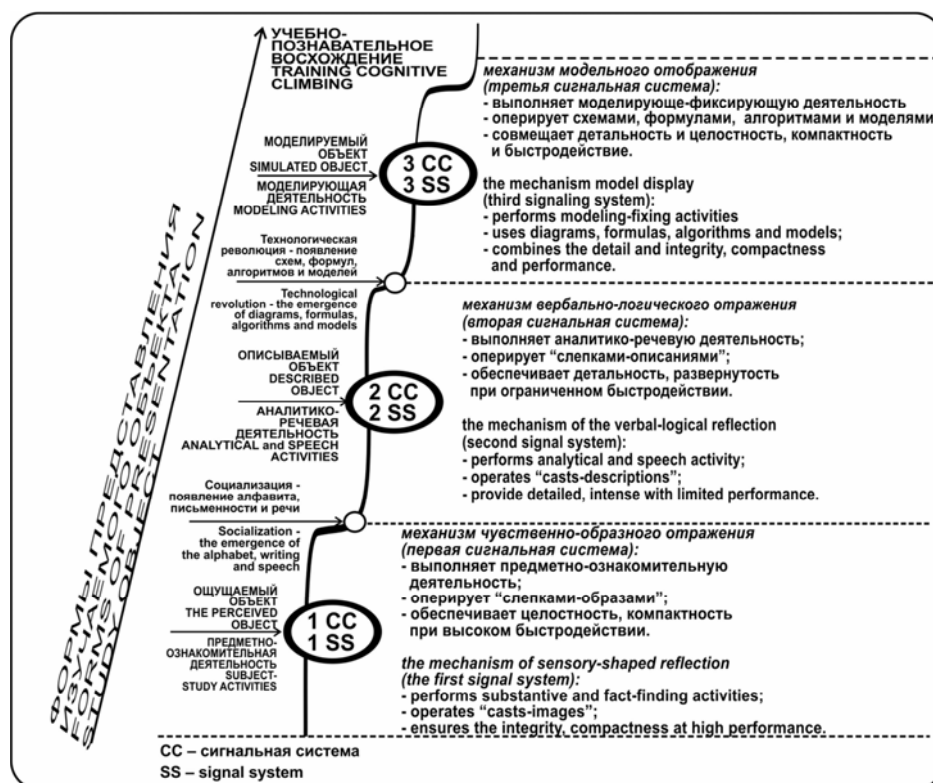 УЧЕБНО-
ПОЗНАВАТЕЛЬНОЕ
ВОСХОЖДЕНИЕ
TRAINING COGNITIVE
CLIMBING
ФОРМЫ ПРЕДСТАВЛЕНИЯ
ИЗУЧАЕМОГО ОБЪЕКТА
FORMS OF PRESENTATION
STUDY OBJECT
МОДЕЛИРУЕМЫЙ
ОБЪЕКТ
SIMULATED OBJECT
МОДЕЛИРУЮЩАЯ
ДЕЯТЕЛЬНОСТЬ
MODELING ACTIVITIES
3 СС
3 SS
механизм модельного отображения
(третья сигнальная система):
- выполняет моделирующе-фиксирующую деятельность
- оперирует схемами, формулами, алгоритмами и моделями
- совмещает детальность и целостность, компактность
и быстродействие.
the mechanism model display
(third signaling system):
- performs modeling-fixing activities
- uses diagrams, formulas, algorithms and models;
- combines the detail and integrity, compactness
and performance.
Технологическая
революция - появление
схем, формул,
алгоритмов и моделей
Technological
revolution - the emergence
of diagrams, formulas,
algorithms and models
ОПИСЫВАЕМЫЙ
ОБЪЕКТ
DESCRIBED
OBJECT
АНАЛИТИКО-
РЕЧЕВАЯ
ДЕЯТЕЛЬНОСТЬ
ANALYTICAL and SPEECH
ACTIVITIES
2 СС
2 SS
механизм вербально-логического отражения
(вторая сигнальная система):
- выполняет аналитико-речевую деятельность;
- оперирует “слепками-описаниями”;
- обеспечивает детальность, развернутость
при ограниченном быстродействии.
the mechanism of the verbal-logical reflection
(second signal system):
- performs analytical and speech activity;
- operates “casts-descriptions”;
- provide detailed, intense with limited performance.
Социализация -
появление алфавита,
письменности и речи
Socialization -
the emergence of
the alphabet, writing
and speech
ОЩУЩАЕМЫЙ
ОБЪЕКТ
THE PERCEIVED
OBJECT
ПРЕДМЕТНО-
ОЗНАКОМИТЕЛЬНАЯ
ДЕЯТЕЛЬНОСТЬ
SUBJECT-
STUDY ACTIVITIES
1 СС
1 SS
механизм чувственно-образного отражения
(первая сигнальная система):
- выполняет предметно-ознакомительную
деятельность;
- оперирует “слепками-образами”;
- обеспечивает целостность, компактность
при высоком быстродействии.
the mechanism of sensory-shaped reflection
(the first signal system):
- performs substantive and fact-finding activities;
- operates “casts-images”;
- ensures the integrity, compactness at high performance.
СС – сигнальная система
SS – signal system